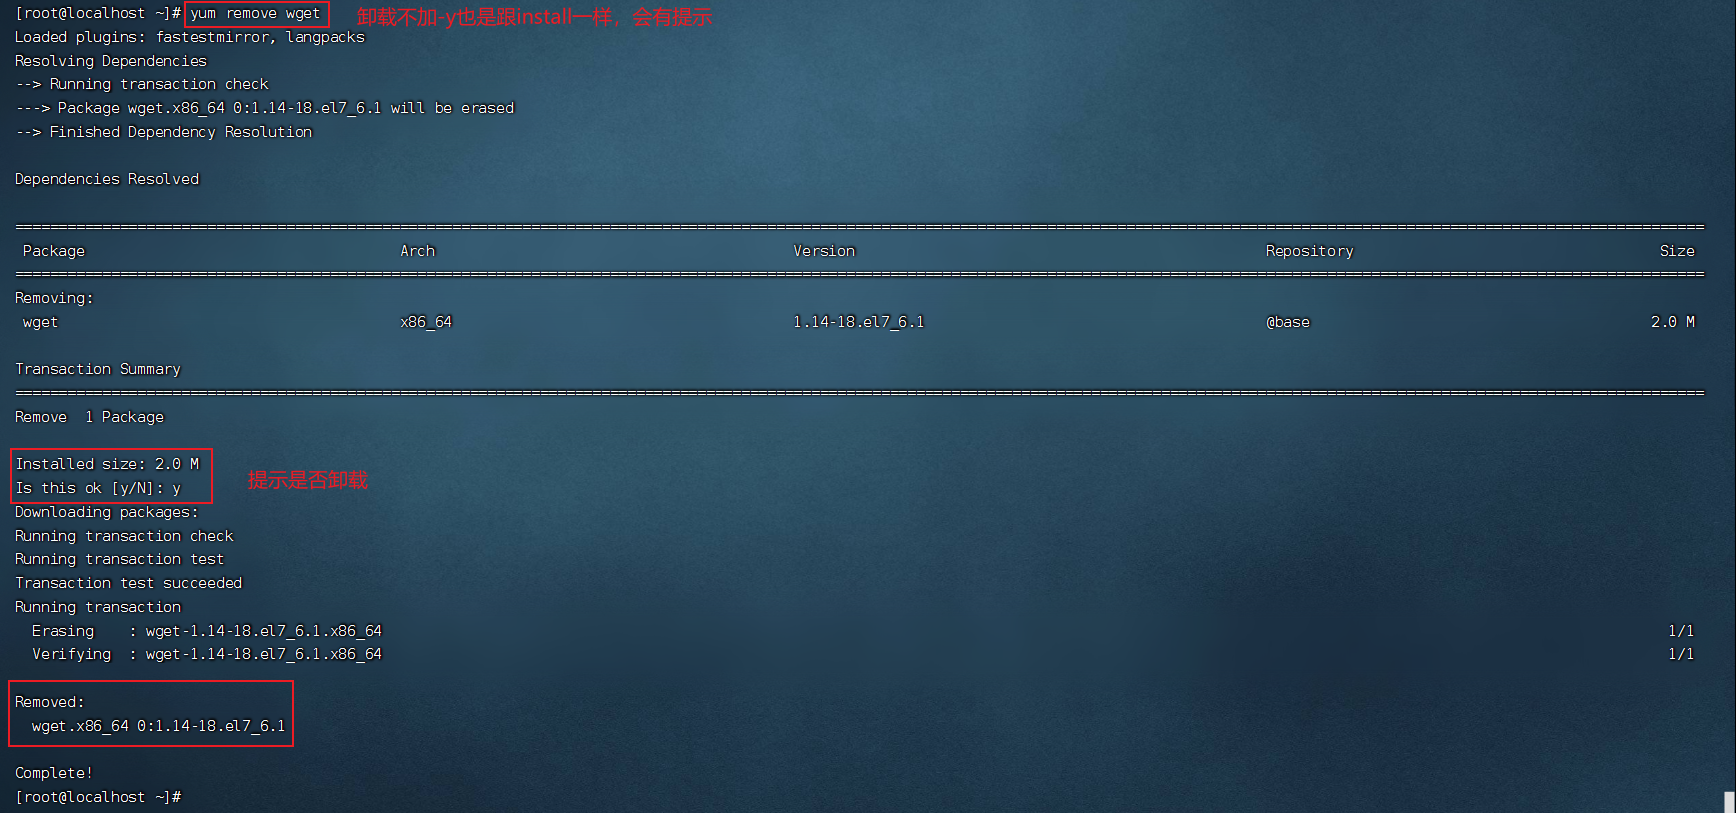 [root@localhost ~]# yum remove wget 卸载不加-y也是跟install一样，会有提示
Loaded plugins: fastestmirror, langpacks
Resolving Dependencies
--> Running transaction check
---> Package wget.x86_64 0:1.14-18.el7_6.1 will be erased
--> Finished Dependency Resolution
Dependencies Resolved
================================================================================
Package Arch Version Repository Size
================================================================================
Removing:
wget x86_64 1.14-18.el7_6.1 @base 2.0 M
Transaction Summary
================================================================================
Remove  1 Package
Installed size: 2.0 M
提示是否卸载
Is this ok [y/N]: y
Downloading packages:
Running transaction check
Running transaction test
Transaction test succeeded
Running transaction
Erasing    : wget-1.14-18.el7_6.1.x86_64 1/1
Verifying  : wget-1.14-18.el7_6.1.x86_64 1/1
Removed:
wget.x86_64 0:1.14-18.el7_6.1
Complete!
[root@localhost ~]#